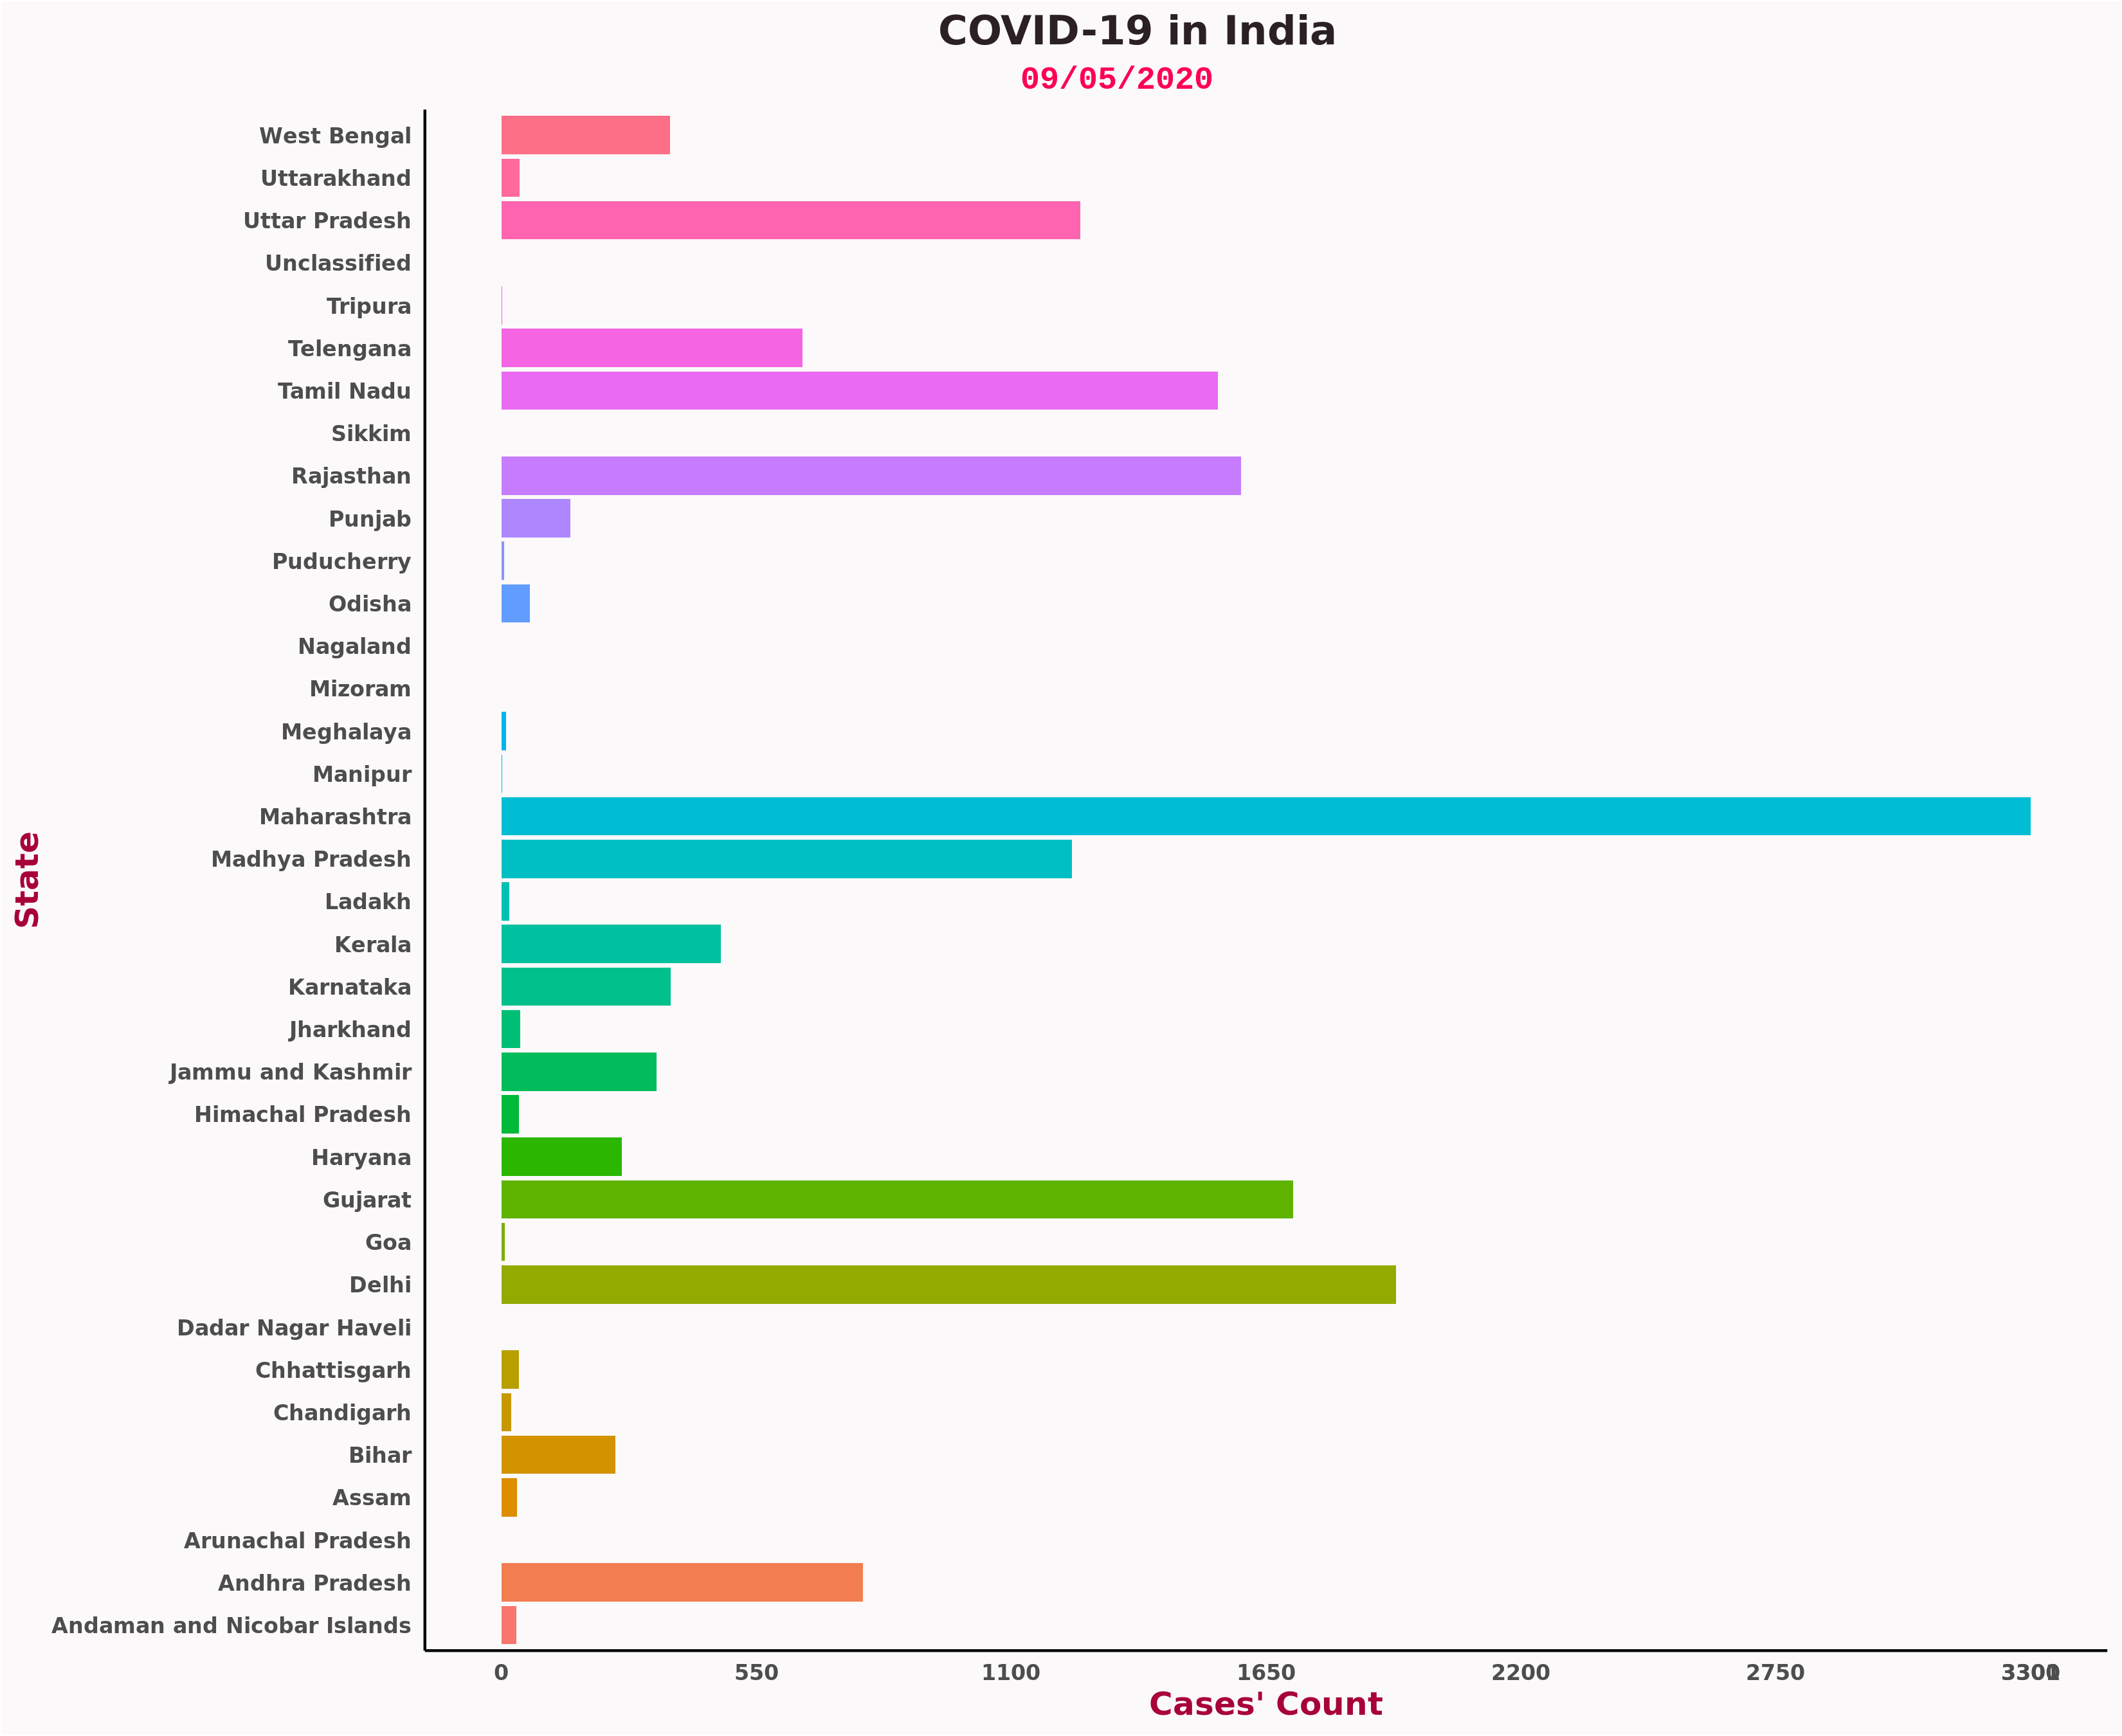 COVID-19 in India
09/05/2020
West Bengal
Uttarakhand
Uttar Pradesh
Unclassified
Tripura
Telengana
Tamil Nadu
Sikkim
Rajasthan
Punjab
Puducherry
Odisha
Nagaland
Mizoram
Meghalaya
Manipur
Maharashtra
Madhya Pradesh
Ladakh
Kerala
Karnataka
Jharkhand
Jammu and Kashmir
Himachal Pradesh
Haryana
Gujarat
Goa
Delhi
Dadar Nagar Haveli
Chhattisgarh
Chandigarh
Bihar
Assam
Arunachal Pradesh
Andhra Pradesh
Andaman and Nicobar Islands
State
0 550 1100 1650 2200 2750
Cases' Count